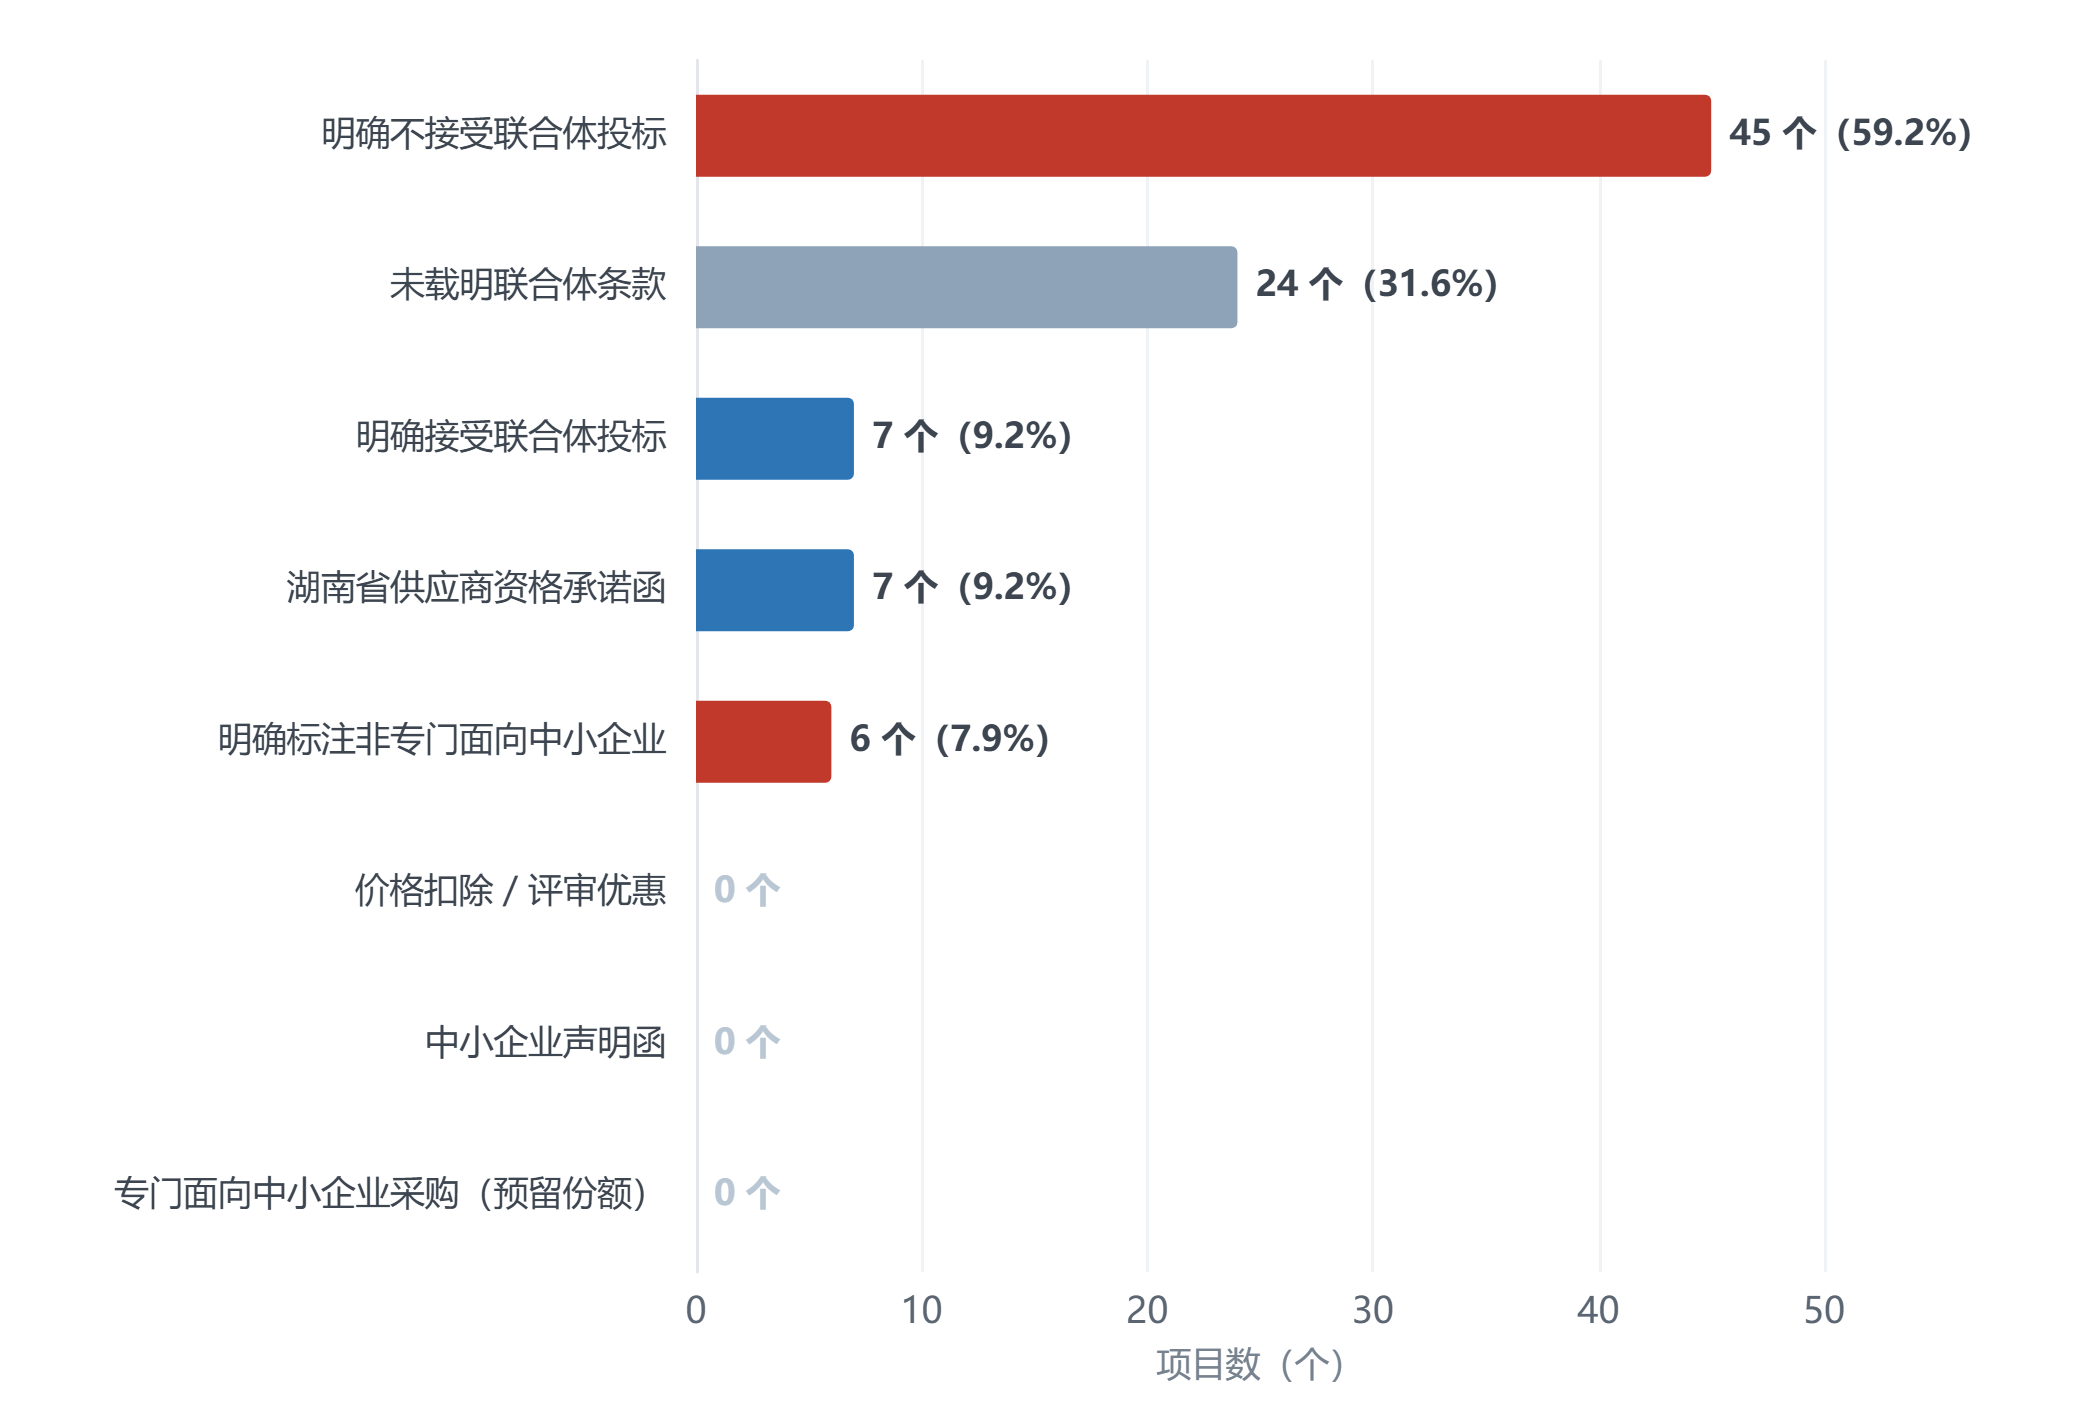 明确不接受联合体投标 45 个（59.2%）
未载明联合体条款 24 个（31.6%）
明确接受联合体投标 7 个（9.2%）
湖南省供应商资格承诺函 7 个（9.2%）
明确标注非专门面向中小企业 6 个（7.9%）
价格扣除 / 评审优惠 0 个
中小企业声明函 0 个
专门面向中小企业采购（预留份额） 0 个
0 10 20 30 40 50
项目数（个）